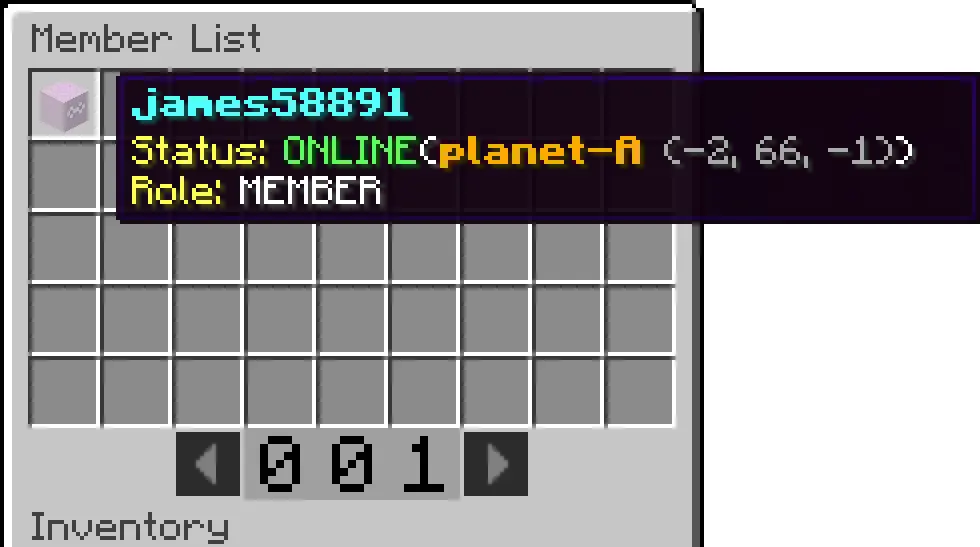 Member List
james58891
Status: ONLINE(planet-A (-2, 66, -1))
Role: MEMBER
001
Inventory